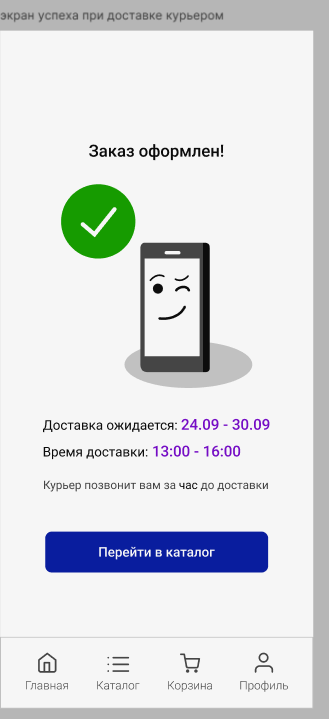 экран успеха при доставке курьером
Заказ оформлен!
Доставка ожидается: 24.09 - 30.09
Время доставки: 13:00 - 16:00
Курьер позвонит вам за час до доставки
Перейти в каталог
Главная Каталог Корзина Профиль